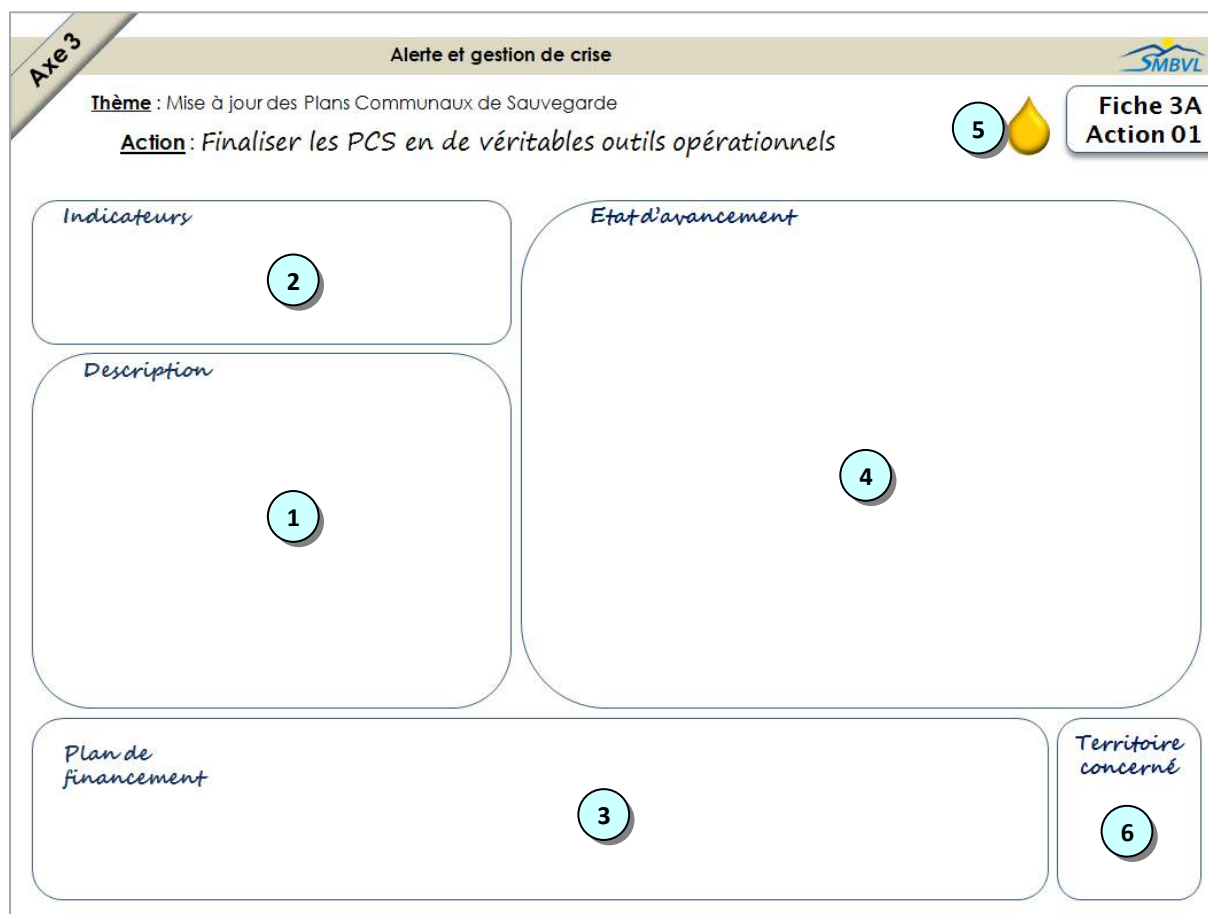 Axe 3
Alerte et gestion de crise
SMBVL
Thème : Mise à jour des Plans Communaux de Sauvegarde
Action : Finaliser les PCS en de véritables outils opérationnels
5
Fiche 3A
Action 01
Indicateurs
2
Etat d'avancement
4
Description
1
Plan de
financement
3
Territoire
concerné
6